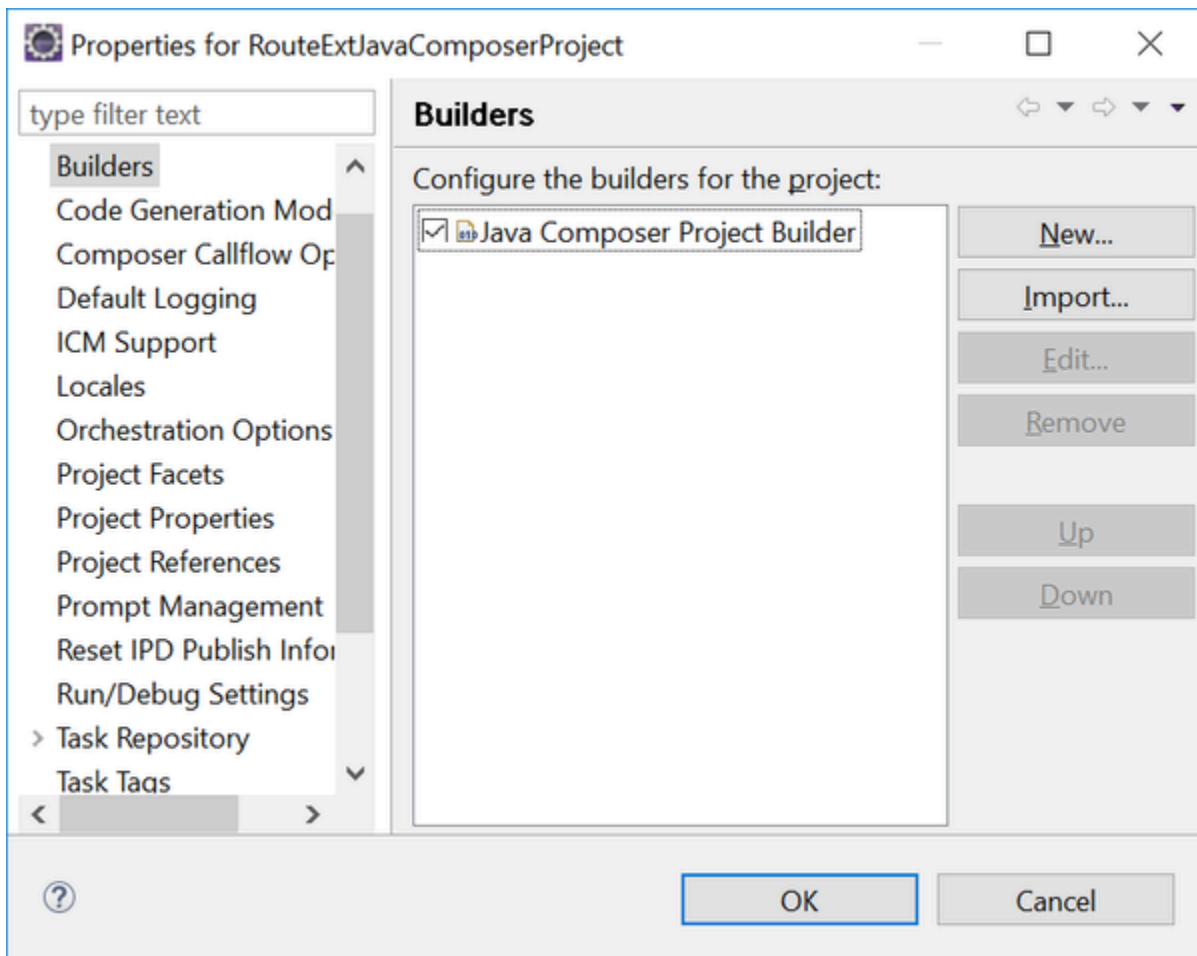 Properties for RouteExtJavaComposerProject
type filter text
Builders
Code Generation Mod
Composer Callflow Op
Default Logging
ICM Support
Locales
Orchestration Options
Project Facets
Project Properties
Project References
Prompt Management
Reset IPD Publish Infor
Run/Debug Settings
Task Repository
Task Tags
Builders
Configure the builders for the project:
Java Composer Project Builder
New...
Import...
Edit...
Remove
Up
Down
OK
Cancel